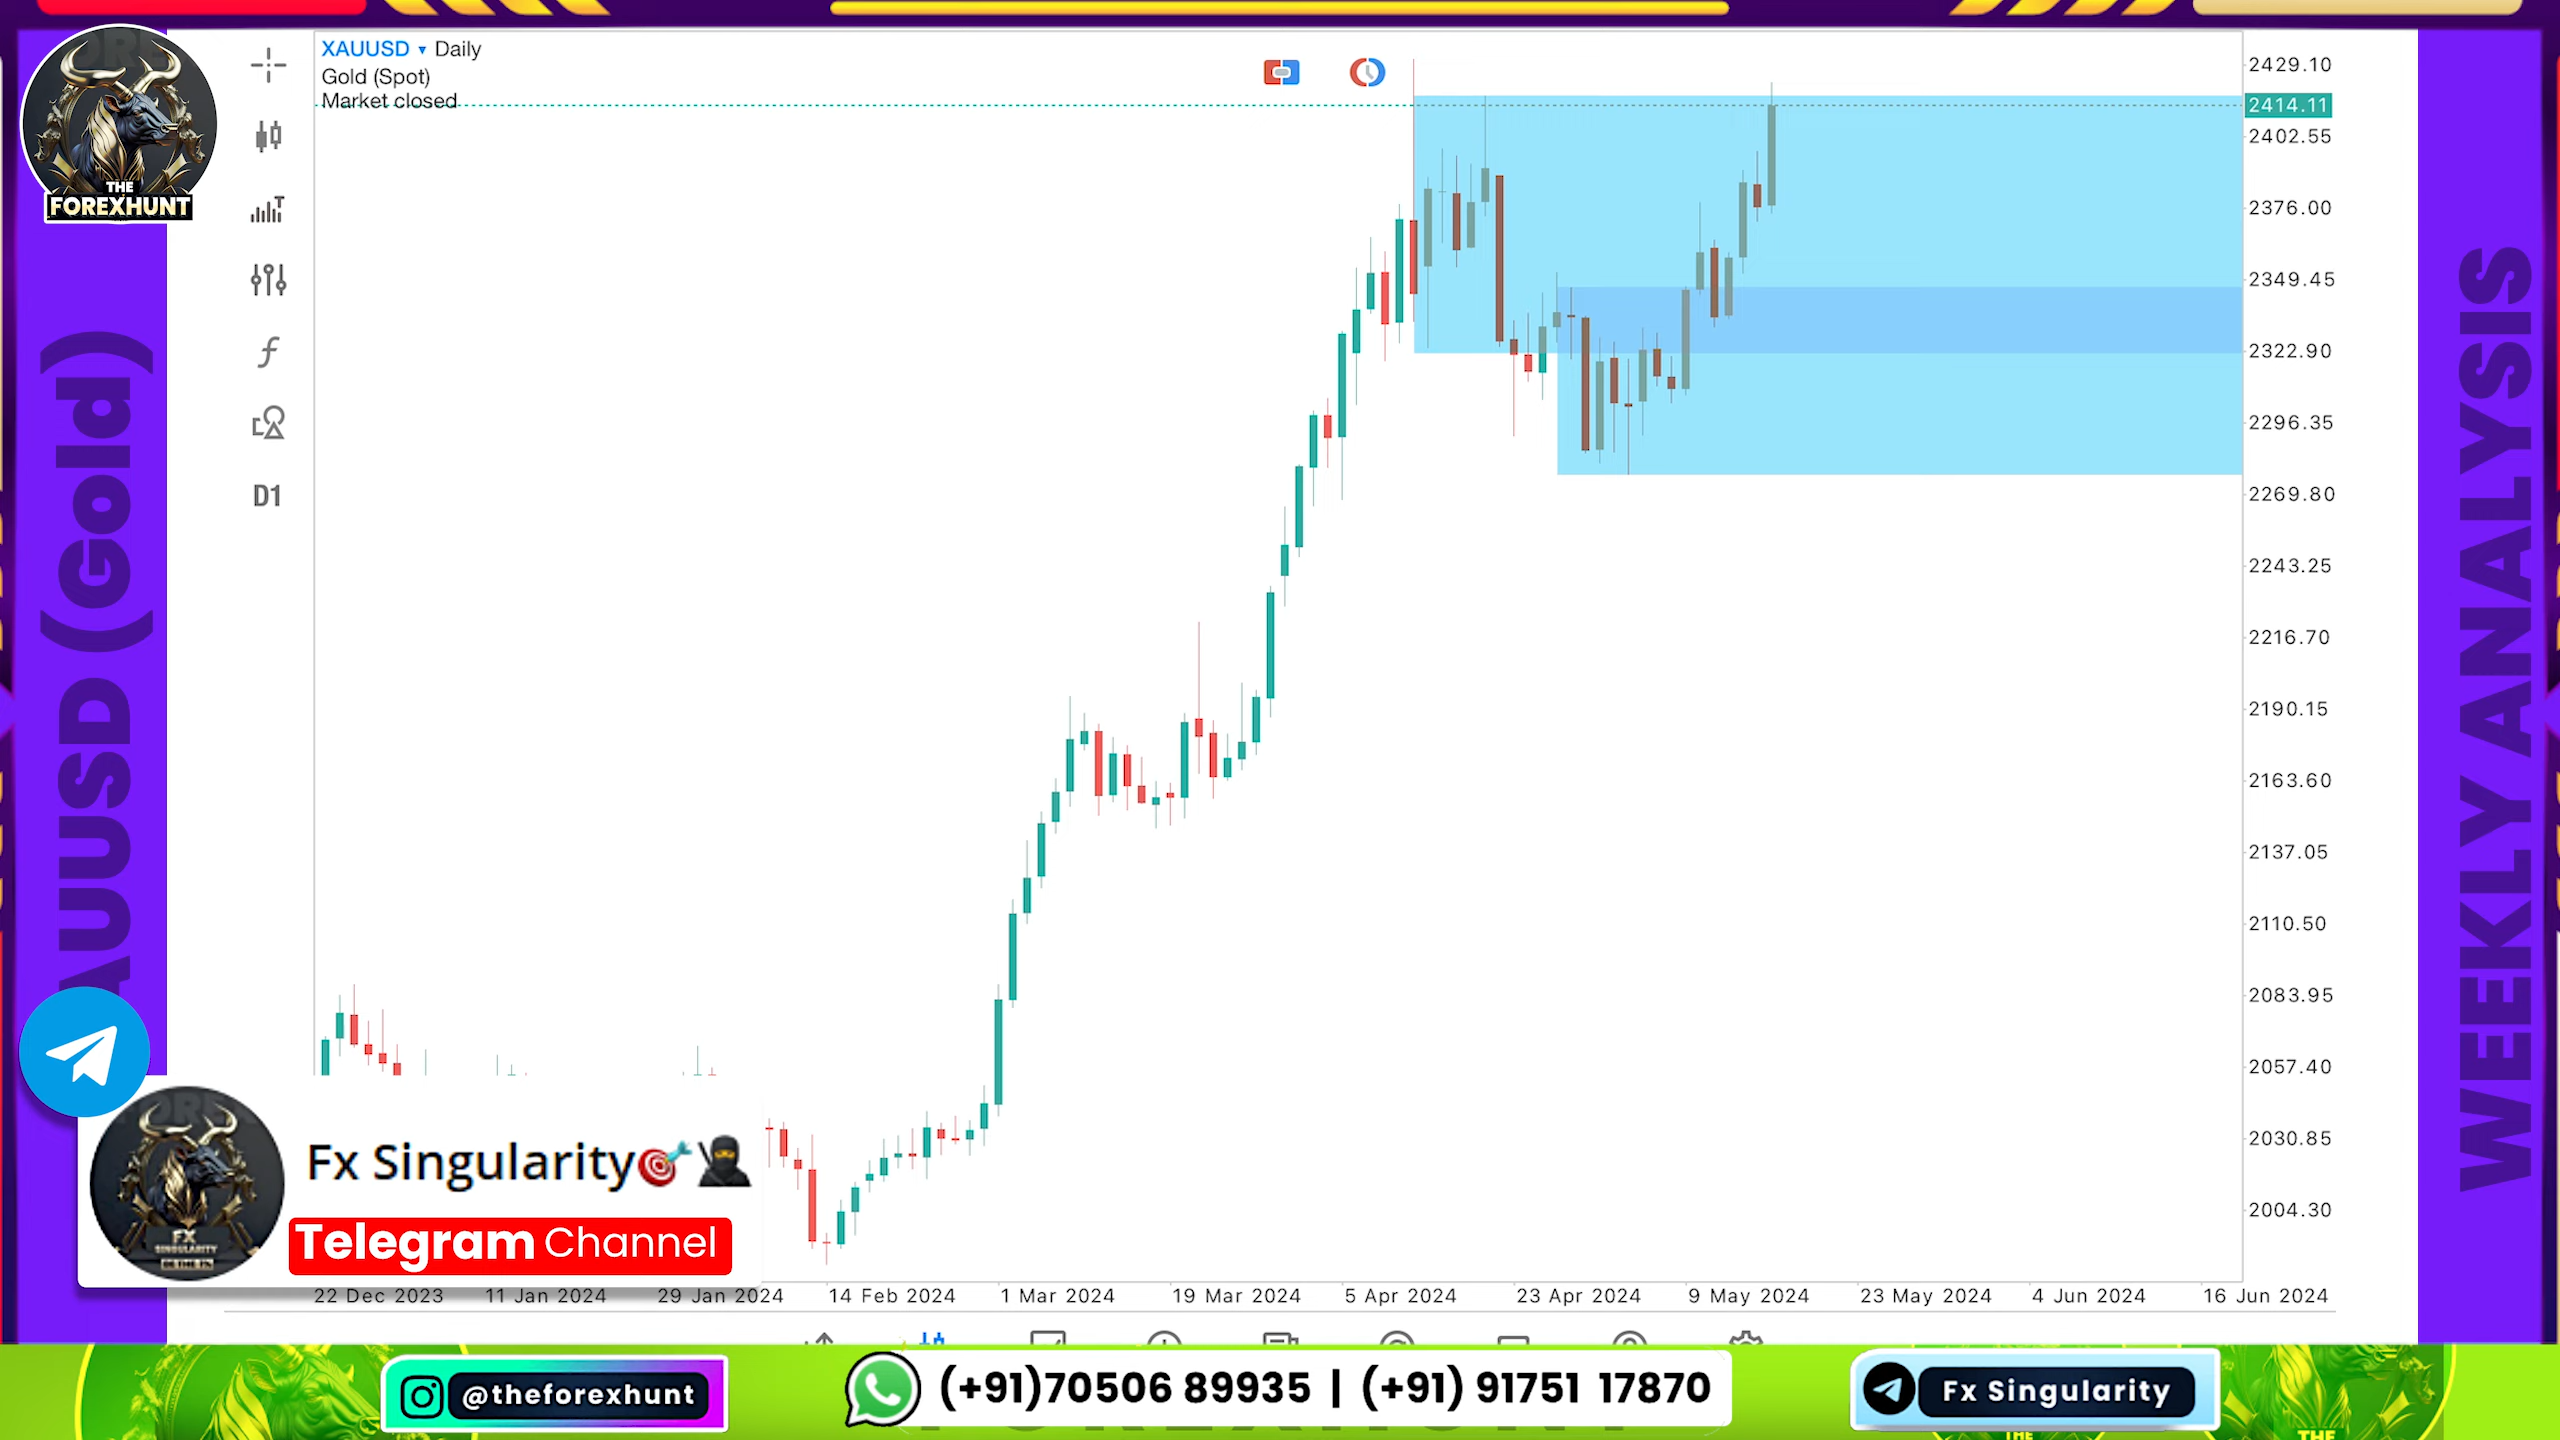 XAUUSD ▾ Daily
Gold (Spot)
Market closed
THE
FOREXHUNT
D1
2429.10
2414.11
2402.55
2376.00
2349.45
2322.90
2296.35
2269.80
2243.25
2216.70
2190.15
2163.60
2137.05
2110.50
2083.95
2057.40
2030.85
2004.30
AUUSD (Gold)
WEEKLY ANALYSIS
Fx Singularity
Telegram Channel
FX
SINGULARITY
22 Dec 2023 11 Jan 2024 29 Jan 2024 14 Feb 2024 1 Mar 2024 19 Mar 2024 5 Apr 2024 23 Apr 2024 9 May 2024 23 May 2024 4 Jun 2024 16 Jun 2024
@theforexhunt
(+91)70506 89935 | (+91) 91751 17870
Fx Singularity
THE
THE